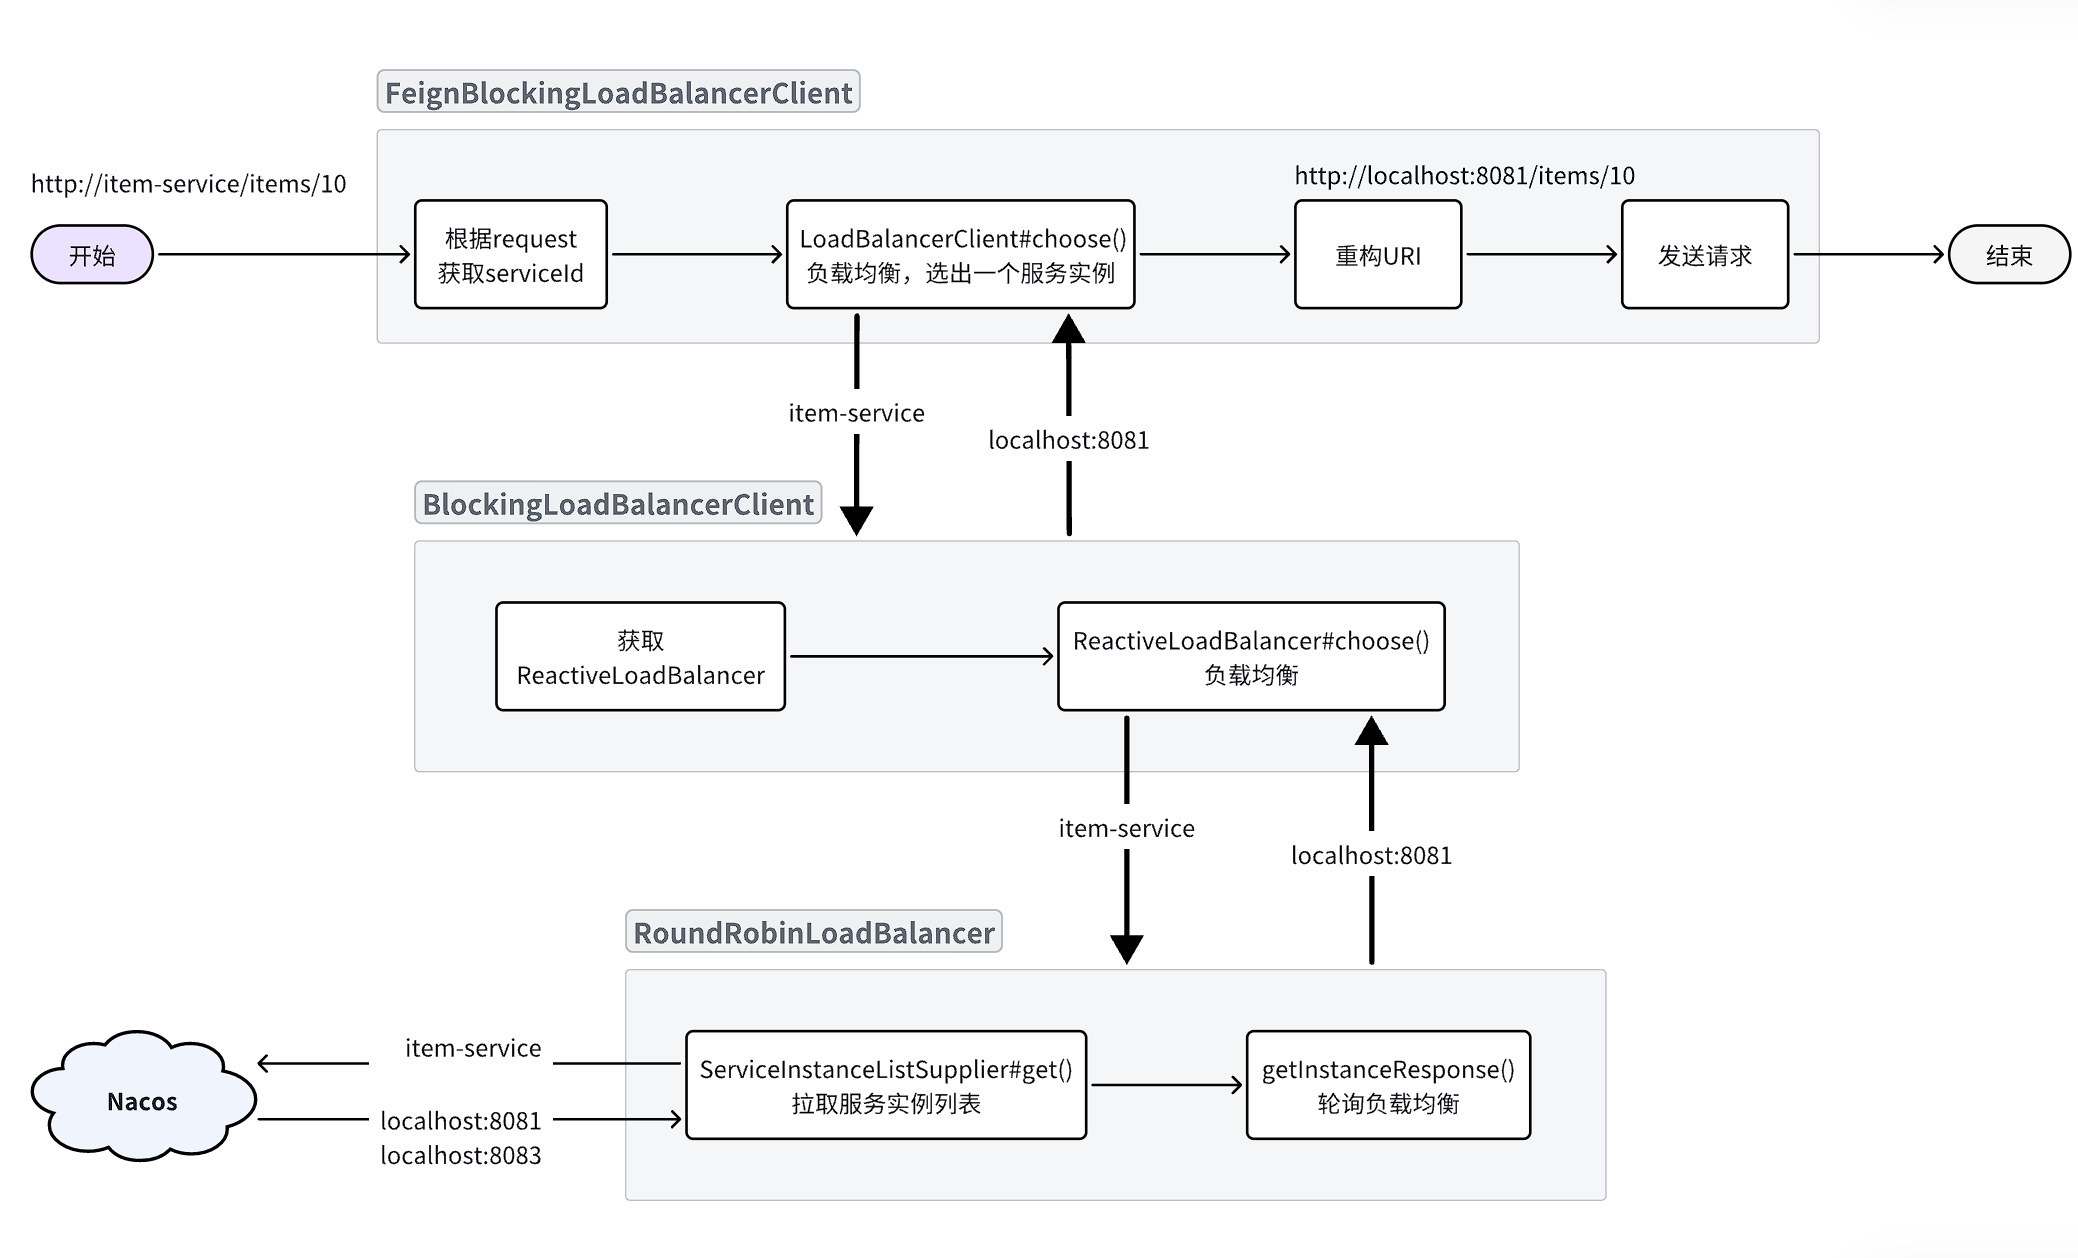 FeignBlockingLoadBalancerClient
http://item-service/items/10
开始
根据request
获取serviceId
LoadBalancerClient#choose()
负载均衡，选出一个服务实例
http://localhost:8081/items/10
重构URI
发送请求
结束
item-service
localhost:8081
BlockingLoadBalancerClient
获取
ReactiveLoadBalancer
ReactiveLoadBalancer#choose()
负载均衡
item-service
localhost:8081
RoundRobinLoadBalancer
Nacos
item-service
localhost:8081
localhost:8083
ServiceInstanceListSupplier#get()
拉取服务实例列表
getInstanceResponse()
轮询负载均衡